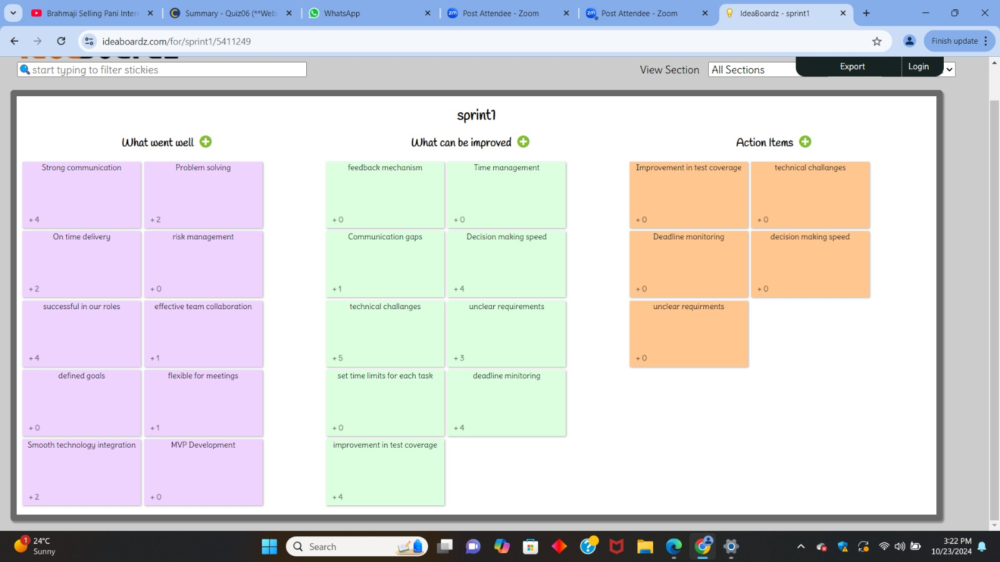 Brahmaji Selling Pani Inter
Summary - Quiz06 (**Web
WhatsApp
Post Attendee - Zoom
Post Attendee - Zoom
IdeaBoardz - sprint1
ideaboardz.com/for/sprint1/5411249
Finish update
start typing to filter stickies
View Section
All Sections
Export
Login
sprint1
What went well
What can be improved
Action Items
Strong communication
+4
Problem solving
+2
On time delivery
+2
risk management
+0
successful in our roles
+4
effective team collaboration
+1
defined goals
+0
flexible for meetings
+1
Smooth technology integration
+2
MVP Development
+0
feedback mechanism
+0
Time management
+0
Communication gaps
+1
Decision making speed
+4
technical challanges
+5
unclear requirements
+3
set time limits for each task
+0
deadline minitoring
+4
improvement in test coverage
+4
Improvement in test coverage
+0
technical challanges
+0
Deadline monitoring
+0
decision making speed
+0
unclear requirments
+0
1
24°C
Sunny
Search
3:22 PM
10/23/2024